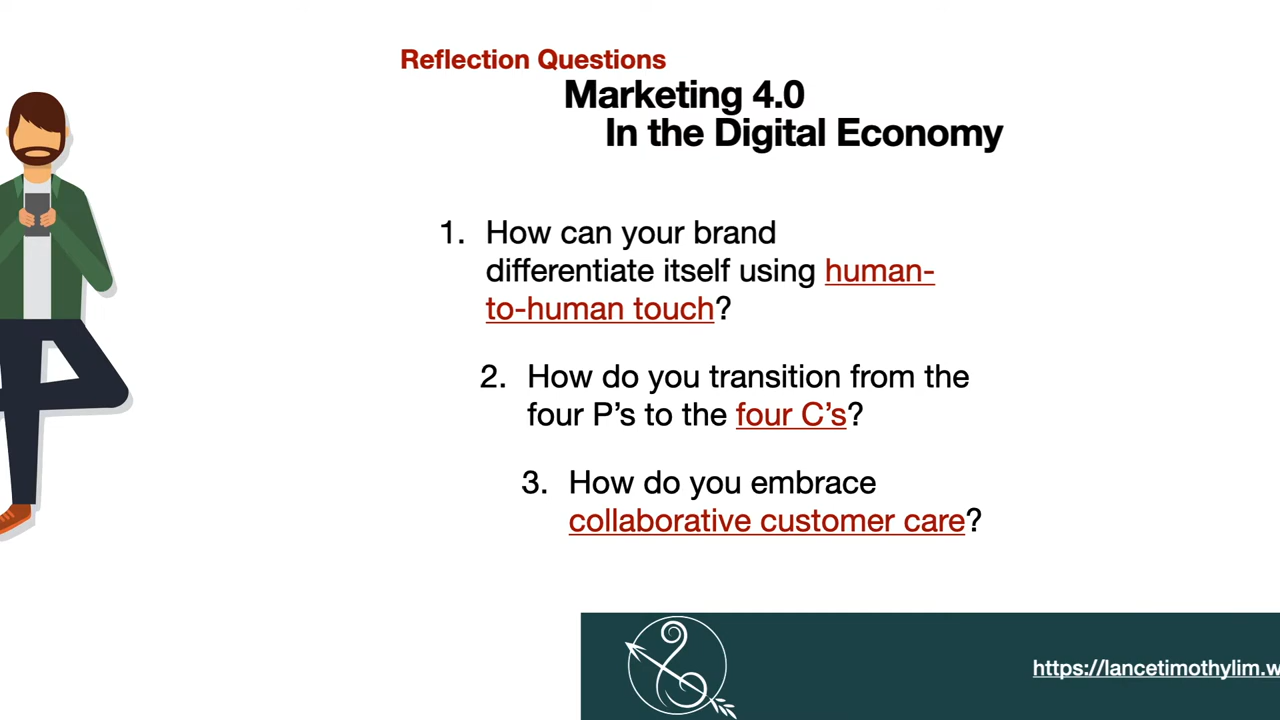 Reflection Questions
Marketing 4.0
In the Digital Economy
1. How can your brand
differentiate itself using human-
to-human touch?
2. How do you transition from the
four P’s to the four C’s?
3. How do you embrace
collaborative customer care?
https://lancetimothylim.w